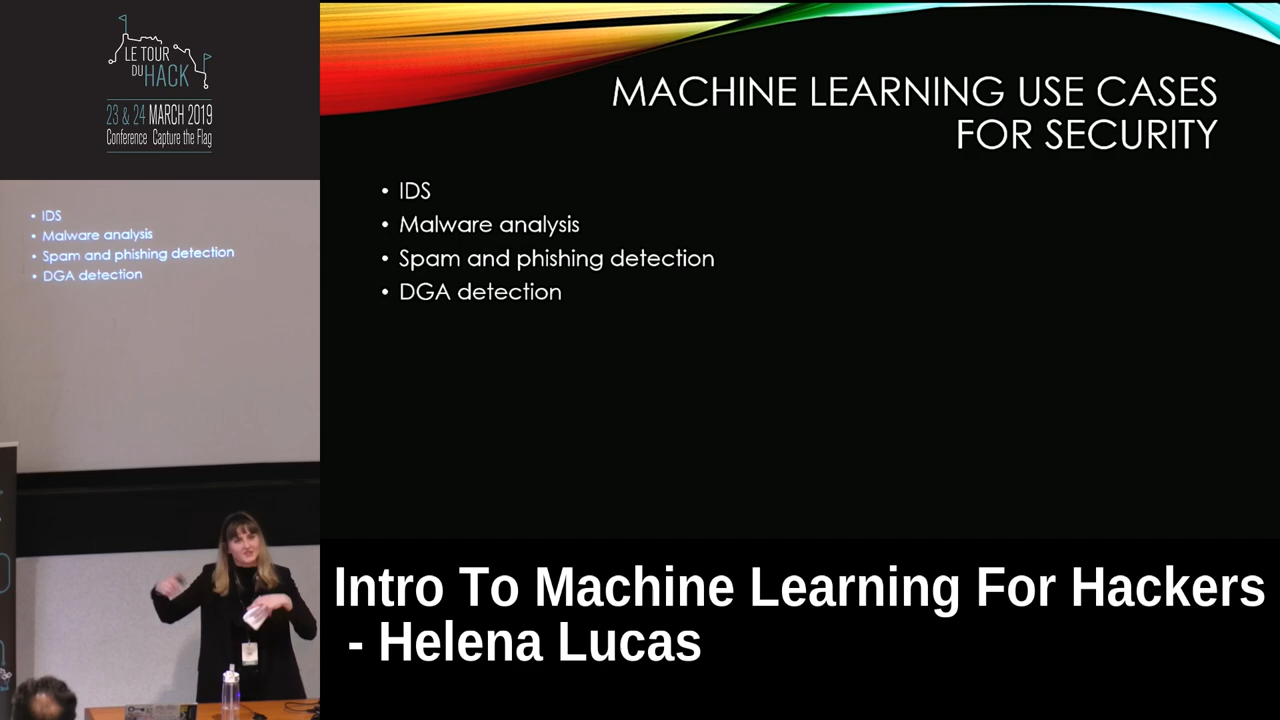 LE TOUR
DU HACK
23 & 24 MARCH 2019
Conference Capture the Flag
• IDS
• Malware analysis
• Spam and phishing detection
• DGA detection
MACHINE LEARNING USE CASES
FOR SECURITY
• IDS
• Malware analysis
• Spam and phishing detection
• DGA detection
Intro To Machine Learning For Hackers
- Helena Lucas